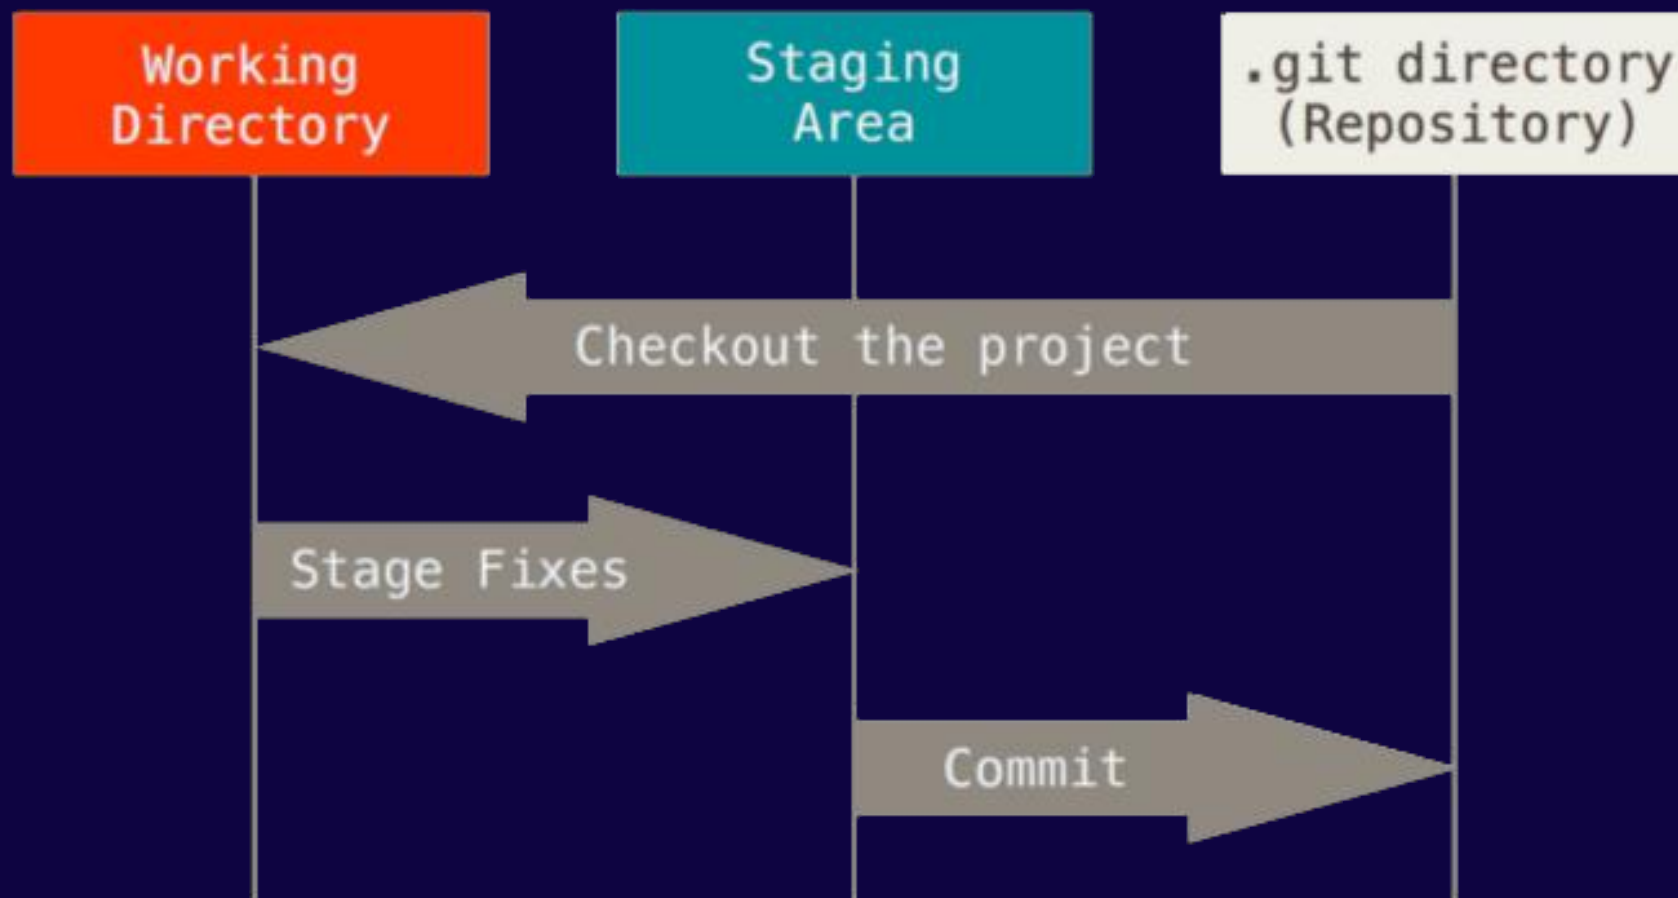 Working
Directory
Staging
Area
.git directory
(Repository)
Checkout the project
Stage Fixes
Commit